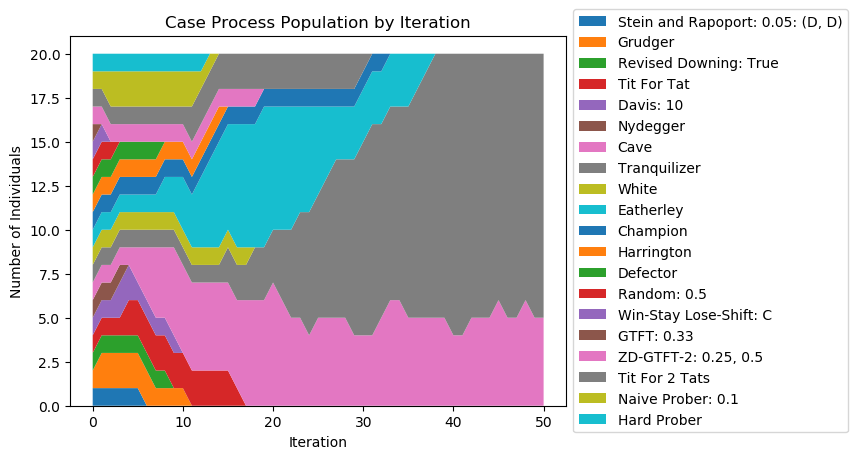 Case Process Population by Iteration
20.0
17.5
15.0
12.5
10.0
7.5
5.0
2.5
0.0
Number of Individuals
0 10 20 30 40 50
Iteration
Stein and Rapoport: 0.05: (D, D)
Grudger
Revised Downing: True
Tit For Tat
Davis: 10
Nydegger
Cave
Tranquilizer
White
Eatherley
Champion
Harrington
Defector
Random: 0.5
Win-Stay Lose-Shift: C
GTFT: 0.33
ZD-GTFT-2: 0.25, 0.5
Tit For 2 Tats
Naive Prober: 0.1
Hard Prober